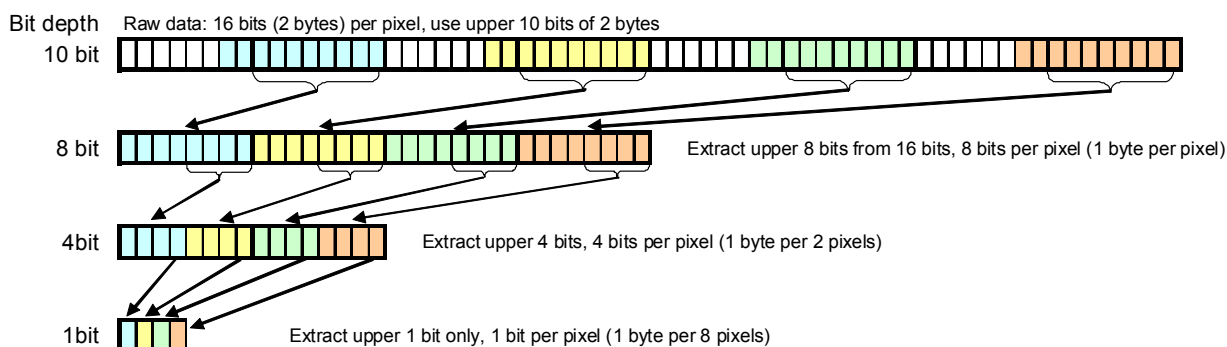 Bit depth Raw data: 16 bits (2 bytes) per pixel, use upper 10 bits of 2 bytes
10 bit
8 bit Extract upper 8 bits from 16 bits, 8 bits per pixel (1 byte per pixel)
4bit Extract upper 4 bits, 4 bits per pixel (1 byte per 2 pixels)
1bit Extract upper 1 bit only, 1 bit per pixel (1 byte per 8 pixels)